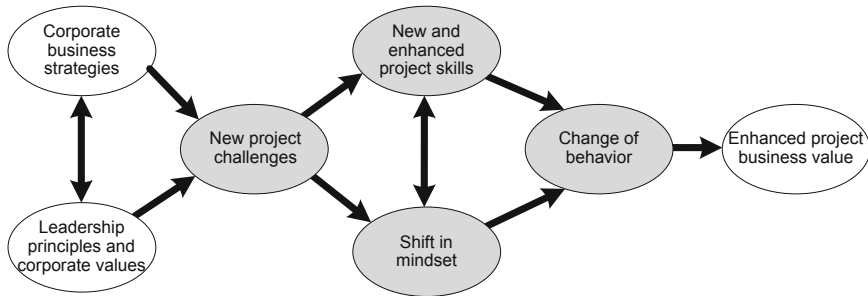 Corporate
business
strategies
Leadership
principles and
corporate values
New project
challenges
New and
enhanced
project skills
Shift in
mindset
Change of
behavior
Enhanced project
business value